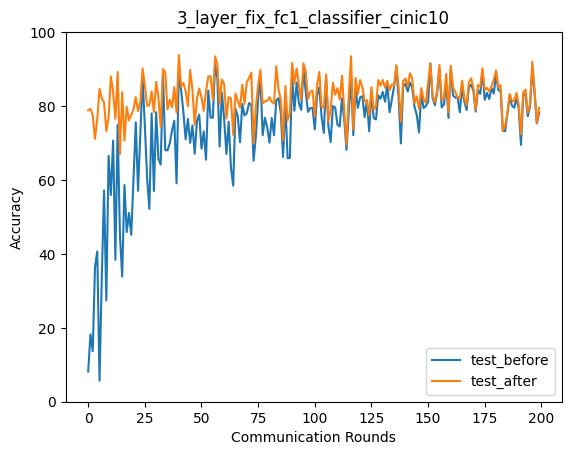 3_layer_fix_fc1_classifier_cinic10
100
80
60
40
20
0
Accuracy
0 25 50 75 100 125 150 175 200
Communication Rounds
test_before
test_after